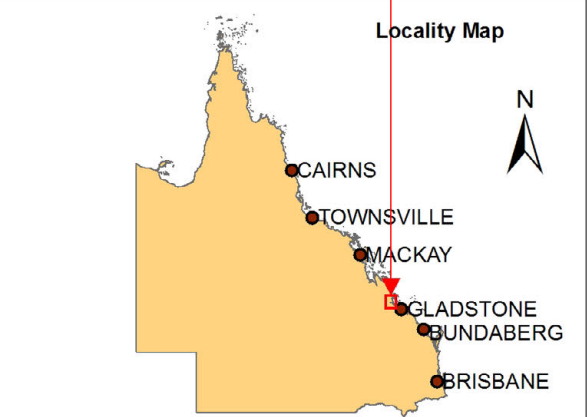 Locality Map
N
CAIRNS
TOWNSVILLE
MACKAY
GLADSTONE
BUNDABERG
BRISBANE